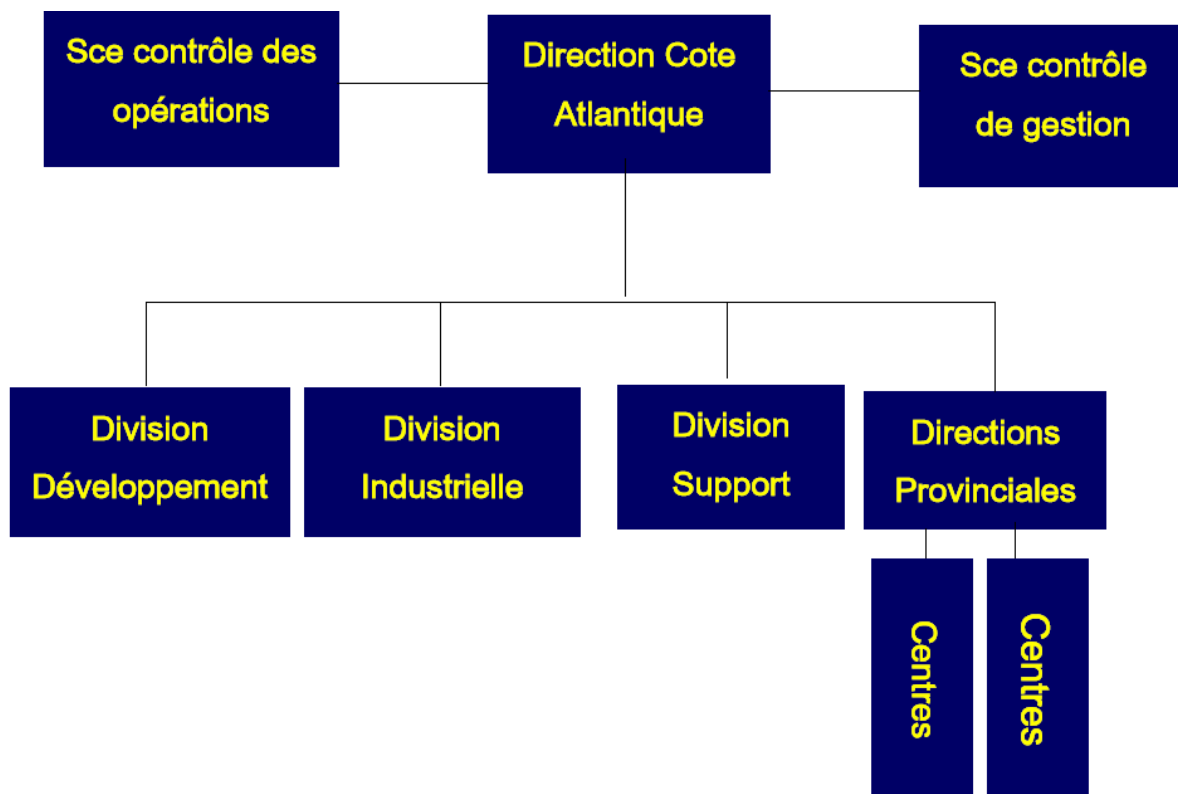 Sce contrôle des
opérations
Direction Cote
Atlantique
Sce contrôle
de gestion
Division
Développement
Division
Industrielle
Division
Support
Directions
Provinciales
Centres
Centres